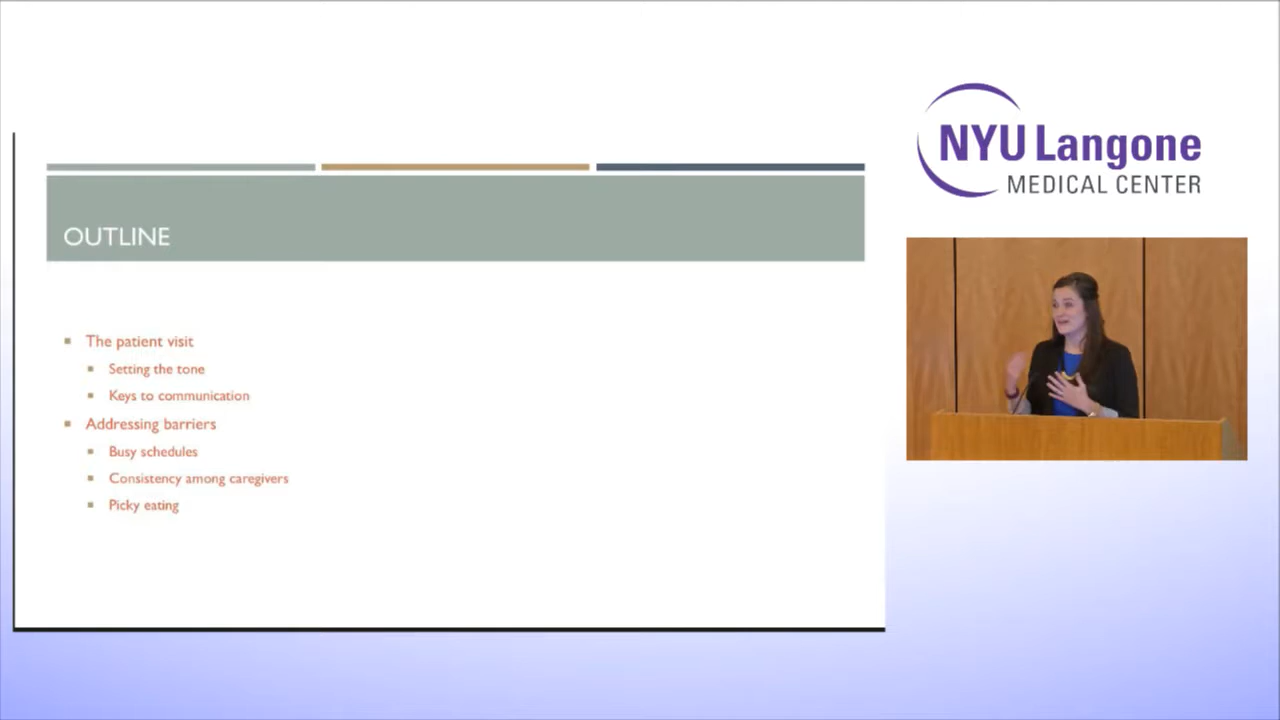 NYU Langone
MEDICAL CENTER
OUTLINE
The patient visit
Setting the tone
Keys to communication
Addressing barriers
Busy schedules
Consistency among caregivers
Picky eating